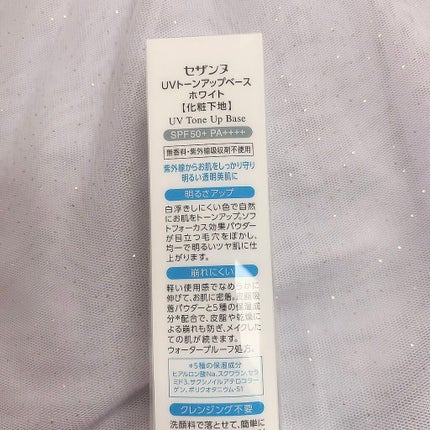 セザンヌ
UVトーンアップベース
ホワイト
【化粧下地】
UV Tone Up Base
SPF50+ PA++++
無香料・紫外線吸収剤不使用
紫外線からお肌をしっかり守り
明るい透明美肌に
明るさアップ
白浮きしにくい色で自然
にお肌をトーンアップ。ソフ
トフォーカス効果パウダー
が目立つ毛穴をぼかし、
均一で明るいツヤ肌に仕
上がります。
崩れにくい
軽い使用感でなめらかに
伸びて、お肌に密着。皮脂吸
着パウダーと5種の保湿成
分*配合で、皮脂や乾燥に
よる崩れも防ぎ、メイクした
ての肌が続きます。
ウォータープルーフ処方。
*5種の保湿成分
ヒアルロン酸Na、スクワラン、セラ
ミド3、サクシノイルアテロコラー
ゲン、ポリクオタニウム-51
クレンジング不要
洗顔料で落とせて、簡単に